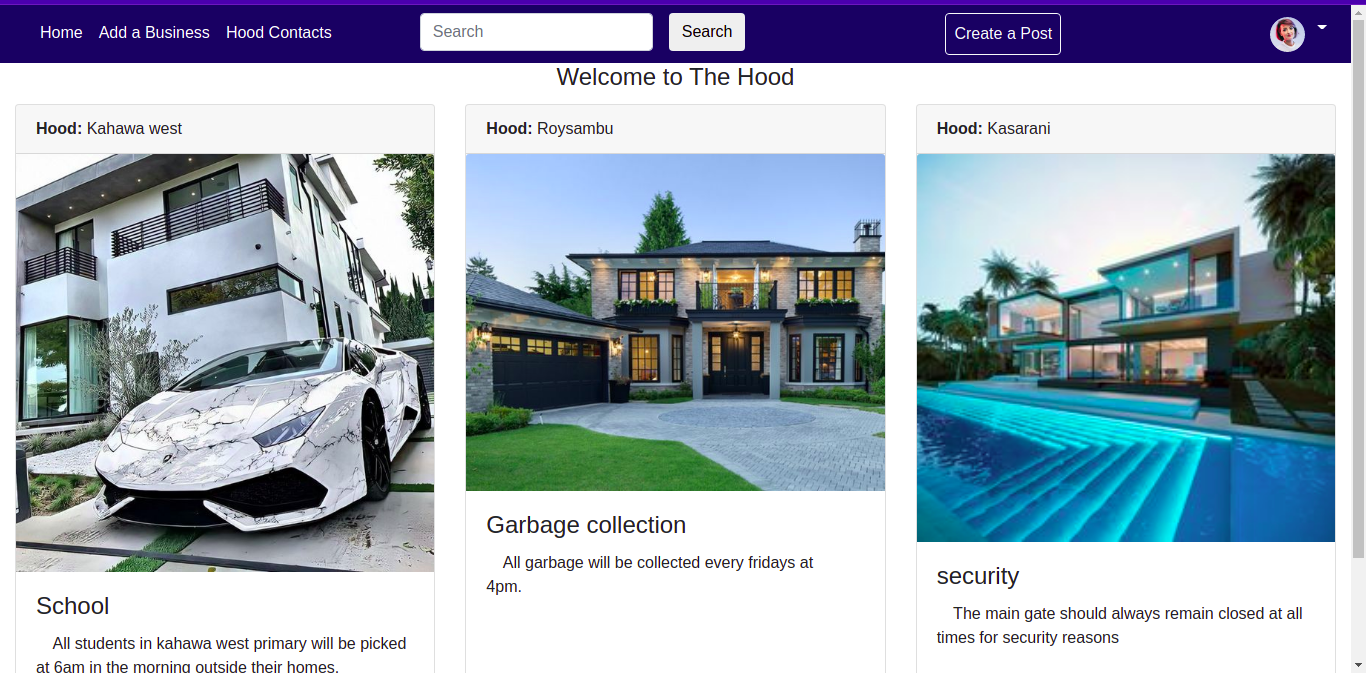 Home Add a Business Hood Contacts Search Search Create a Post
Welcome to The Hood
Hood: Kahawa west
School
All students in kahawa west primary will be picked
at 6am in the morning outside their homes.
Hood: Roysambu
Garbage collection
All garbage will be collected every fridays at
4pm.
Hood: Kasarani
security
The main gate should always remain closed at all
times for security reasons